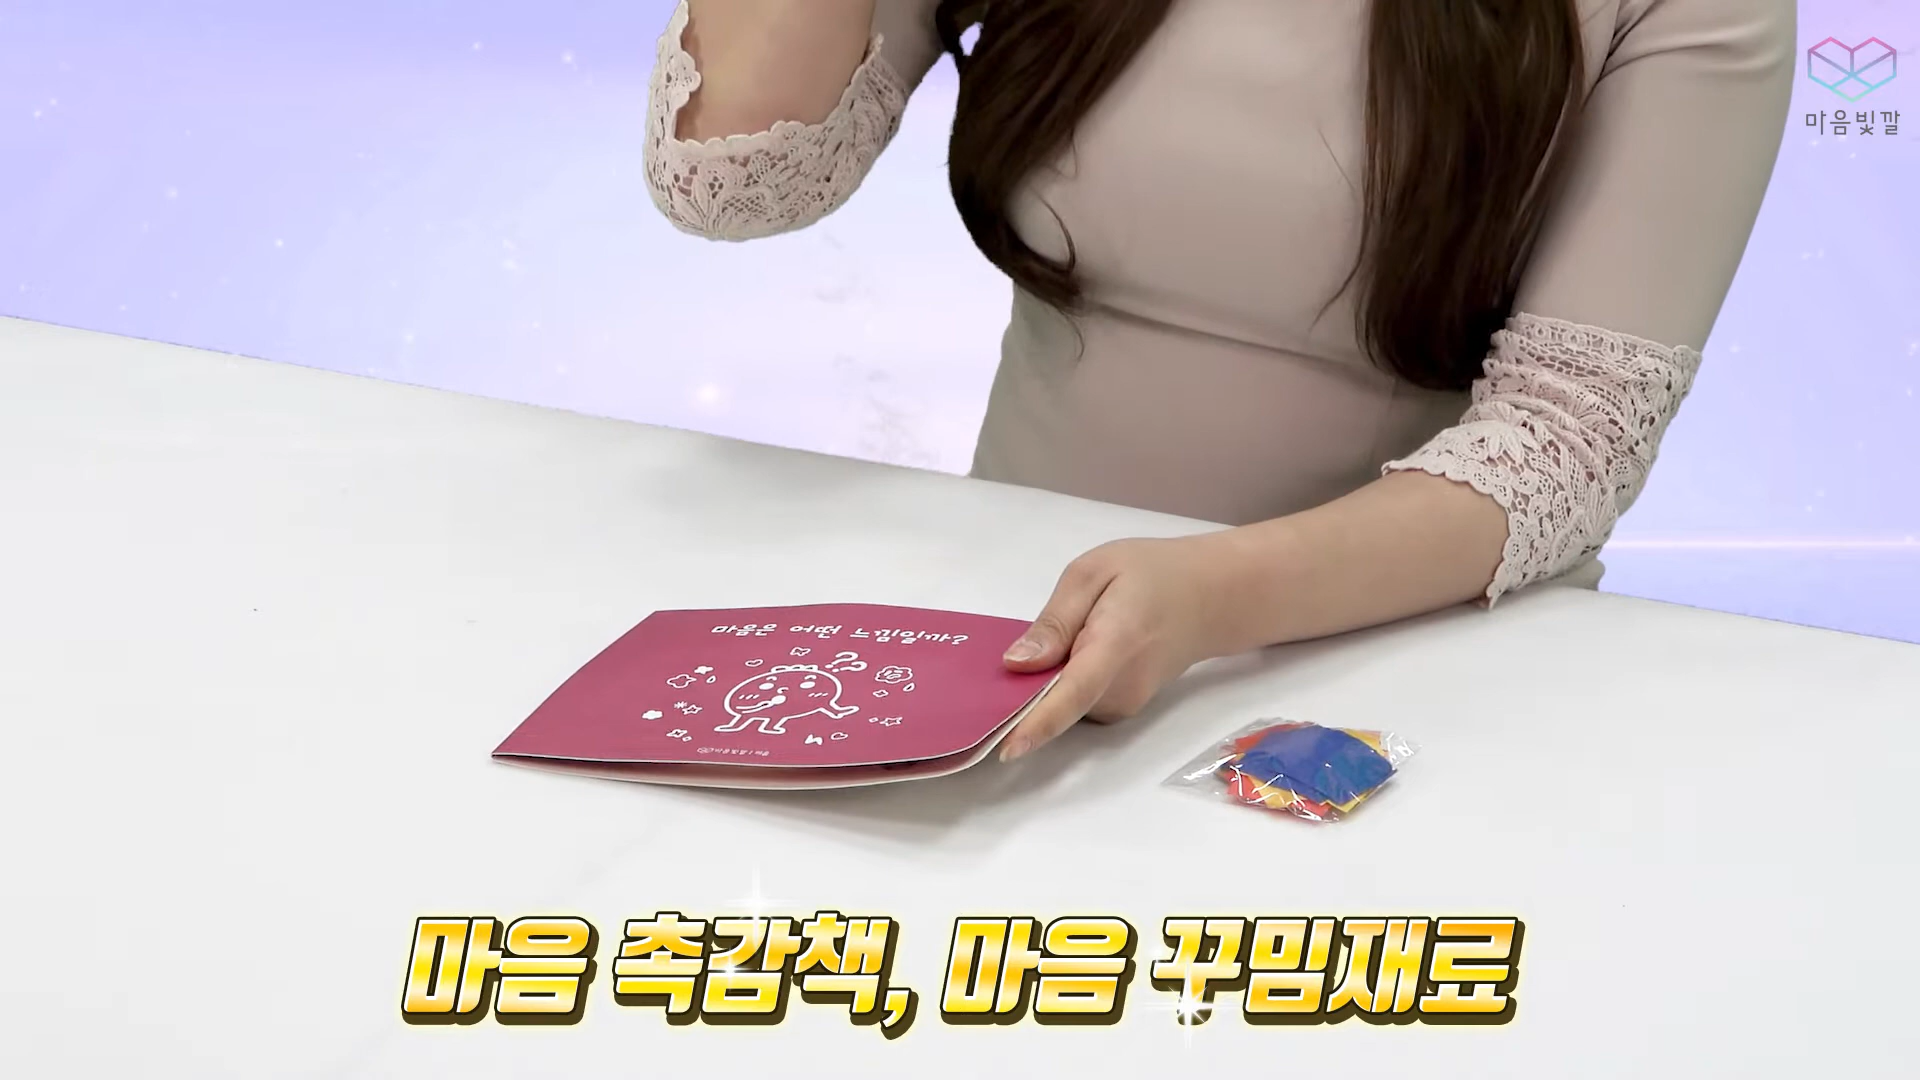 마음빛깔
마음은 어떤 느낌일까?
??
마음 촉감책, 마음 꾸밈재료